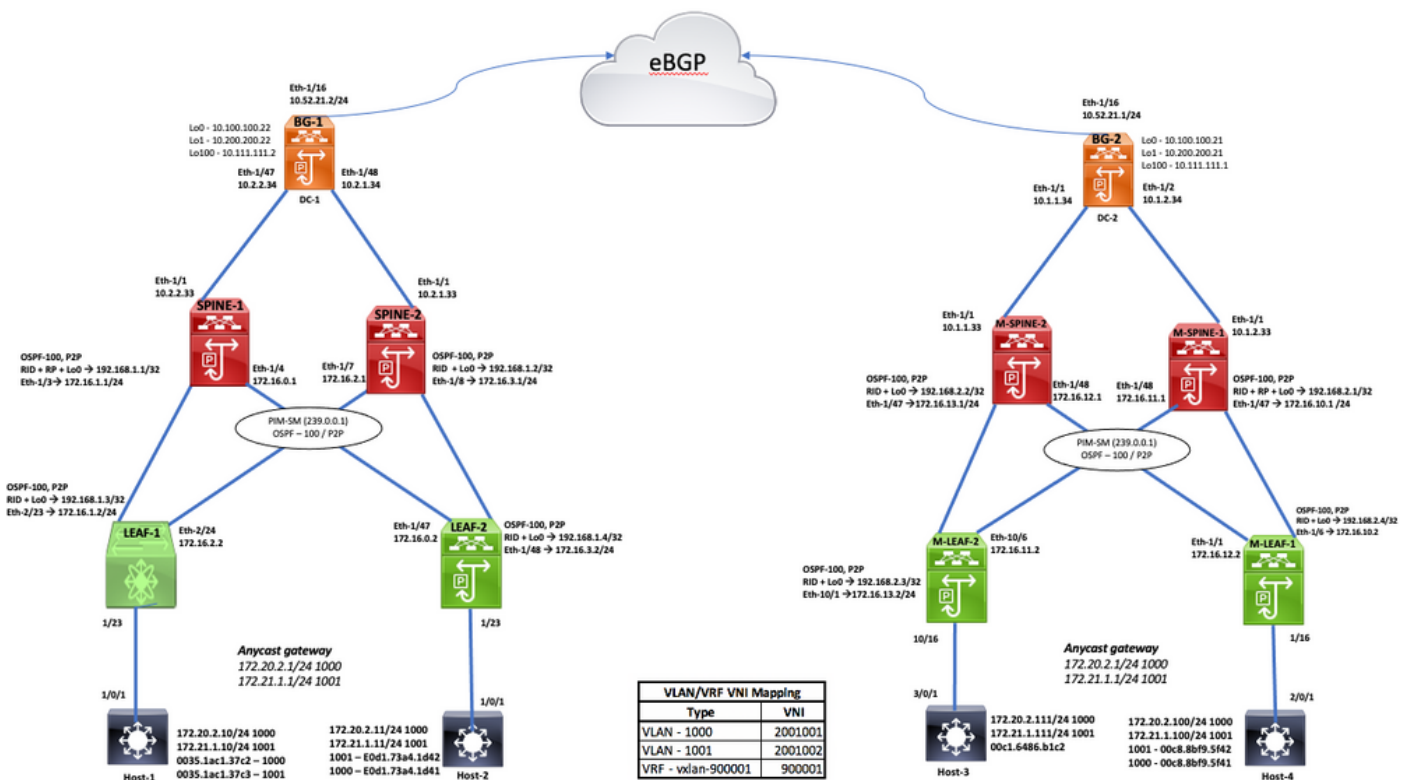 eBGP
Eth-1/16
10.52.21.2/24
BG-1
Lo0 - 10.100.100.22
Lo1 - 10.200.200.22
Lo100 - 10.111.111.2
Eth-1/47
10.2.2.34
Eth-1/48
10.2.1.34
DC-1
Eth-1/16
10.52.21.1/24
BG-2
Lo0 - 10.100.100.21
Lo1 - 10.200.200.21
Lo100 - 10.111.111.1
Eth-1/1
10.1.1.34
Eth-1/2
10.1.2.34
DC-2
Eth-1/1
10.2.2.33
SPINE-1
Eth-1/1
10.2.1.33
SPINE-2
OSPF-100, P2P
RID + RP + Lo0 → 192.168.1.1/32
Eth-1/3→ 172.16.1.1/24
Eth-1/4
172.16.0.1
Eth-1/7
172.16.2.1
OSPF-100, P2P
RID + Lo0 → 192.168.1.2/32
Eth-1/8 → 172.16.3.1/24
Eth-1/1
10.1.1.33
M-SPINE-2
Eth-1/1
10.1.2.33
M-SPINE-1
OSPF-100, P2P
RID + Lo0 → 192.168.2.2/32
Eth-1/47 →172.16.13.1/24
Eth-1/48
172.16.12.1
Eth-1/48
172.16.11.1
OSPF-100, P2P
RID + RP + Lo0 → 192.168.2.1/32
Eth-1/47 → 172.16.10.1 /24
PIM-SM (239.0.0.1)
OSPF – 100 / P2P
PIM-SM (239.0.0.1)
OSPF – 100 / P2P
OSPF-100, P2P
RID + Lo0 → 192.168.1.3/32
Eth-2/23 → 172.16.1.2/24
LEAF-1
Eth-2/24
172.16.2.2
Eth-1/47
172.16.0.2
LEAF-2
OSPF-100, P2P
RID + Lo0 → 192.168.1.4/32
Eth-1/48 → 172.16.3.2/24
M-LEAF-2
Eth-10/6
172.16.11.2
OSPF-100, P2P
RID + Lo0 → 192.168.2.3/32
Eth-10/1 →172.16.13.2/24
Eth-1/1
172.16.12.2
M-LEAF-1
OSPF-100, P2P
RID + Lo0 → 192.168.2.4/32
Eth-1/6 → 172.16.10.2
1/23
1/23
10/16
1/16
Anycast gateway
172.20.2.1/24 1000
172.21.1.1/24 1001
Anycast gateway
172.20.2.1/24 1000
172.21.1.1/24 1001
1/0/1
172.20.2.10/24 1000
172.21.1.10/24 1001
0035.1ac1.37c2 – 1000
0035.1ac1.37c3 – 1001
Host-1
1/0/1
172.20.2.11/24 1000
172.21.1.11/24 1001
1001 – E0d1.73a4.1d42
1000 – E0d1.73a4.1d41
Host-2
VLAN/VRF VNI Mapping
Type VNI
VLAN - 1000 2001001
VLAN - 1001 2001002
VRF - vxlan-900001 900001
3/0/1
172.20.2.111/24 1000
172.21.1.111/24 1001
00c1.6486.b1c2
Host-3
2/0/1
172.20.2.100/24 1000
172.21.1.100/24 1001
1001 - 00c8.8bf9.5f42
1000 - 00c8.8bf9.5f41
Host-4